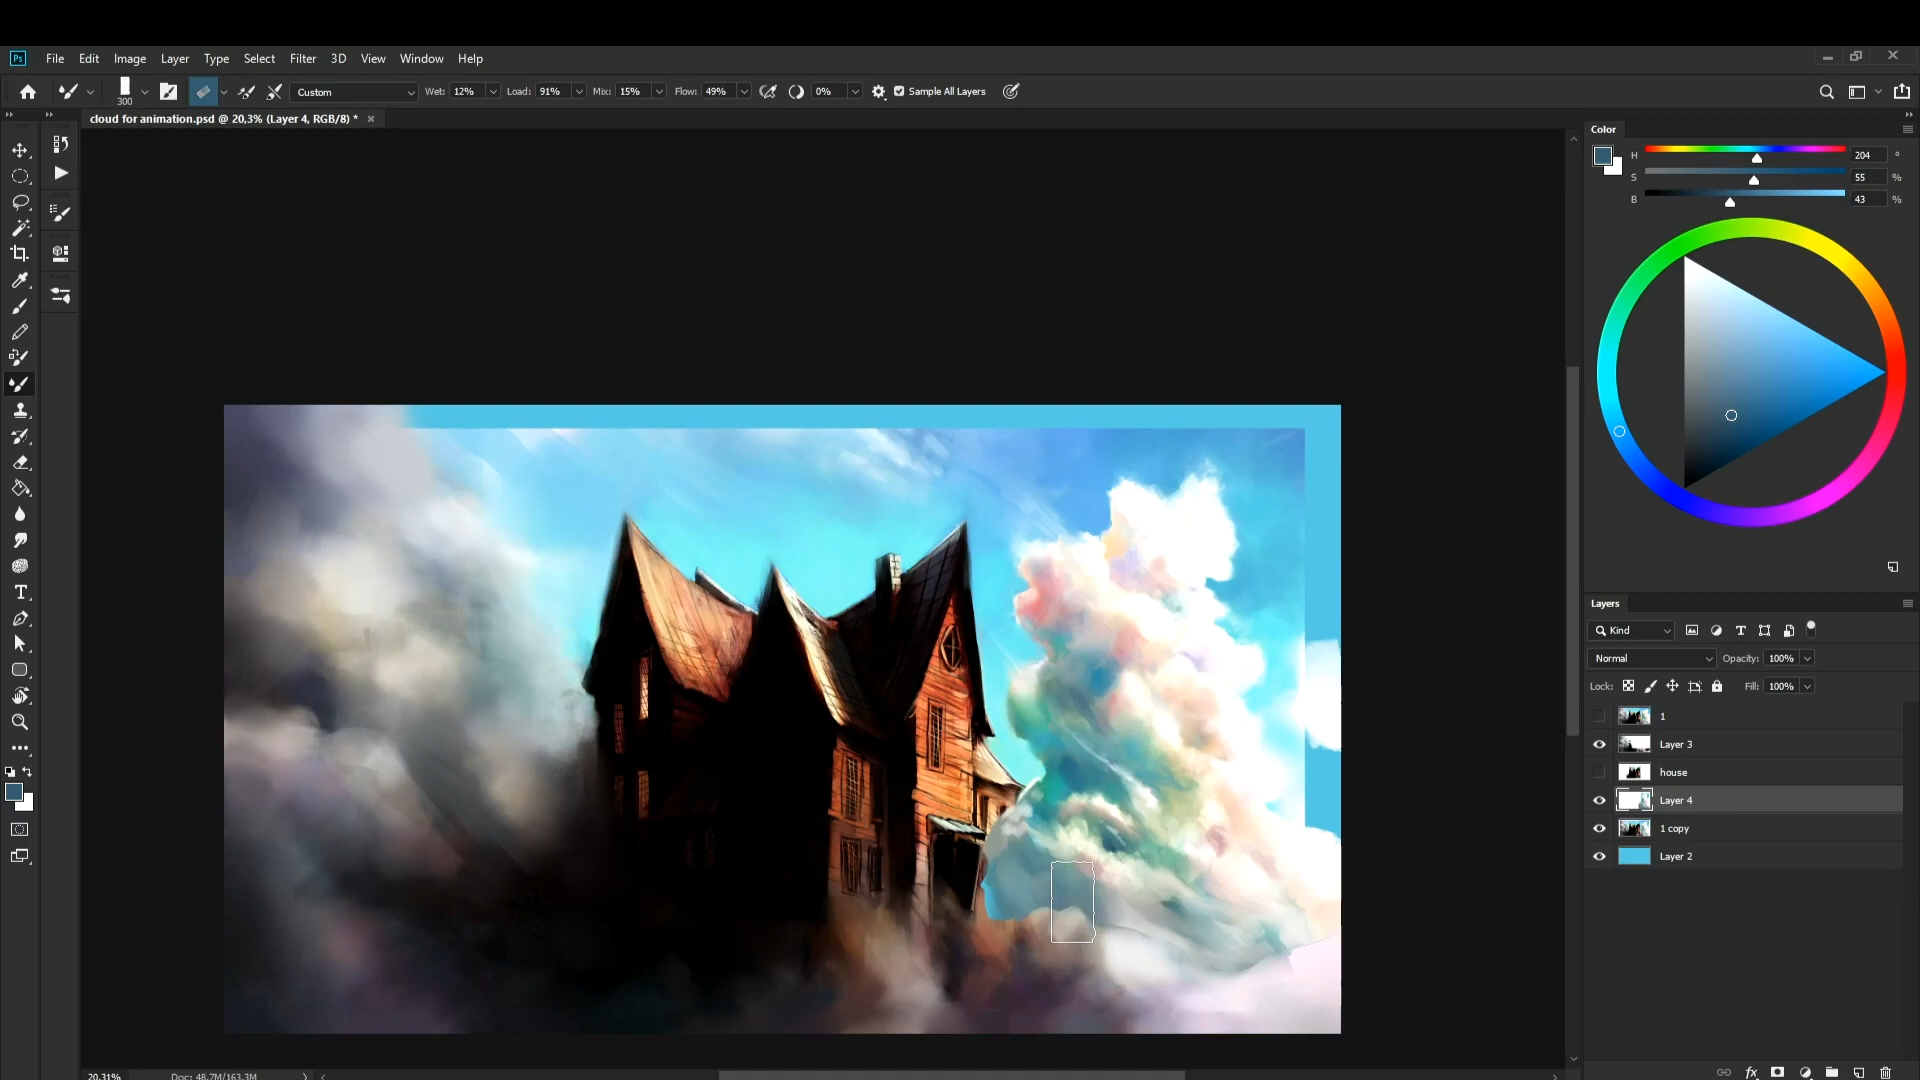 Ps File Edit Image Layer Type Select Filter 3D View Window Help
300 Custom Wet: 12% Load: 91% Mix: 15% Flow: 49% 0% Sample All Layers
cloud for animation.psd @ 20,3% (Layer 4, RGB/8) *
Color
H 204 °
S 55 %
B 43 %
Layers
Kind
Normal Opacity: 100%
Lock: Fill: 100%
1
Layer 3
house
Layer 4
1 copy
Layer 2
20,31% Doc: 48,7M/163,3M